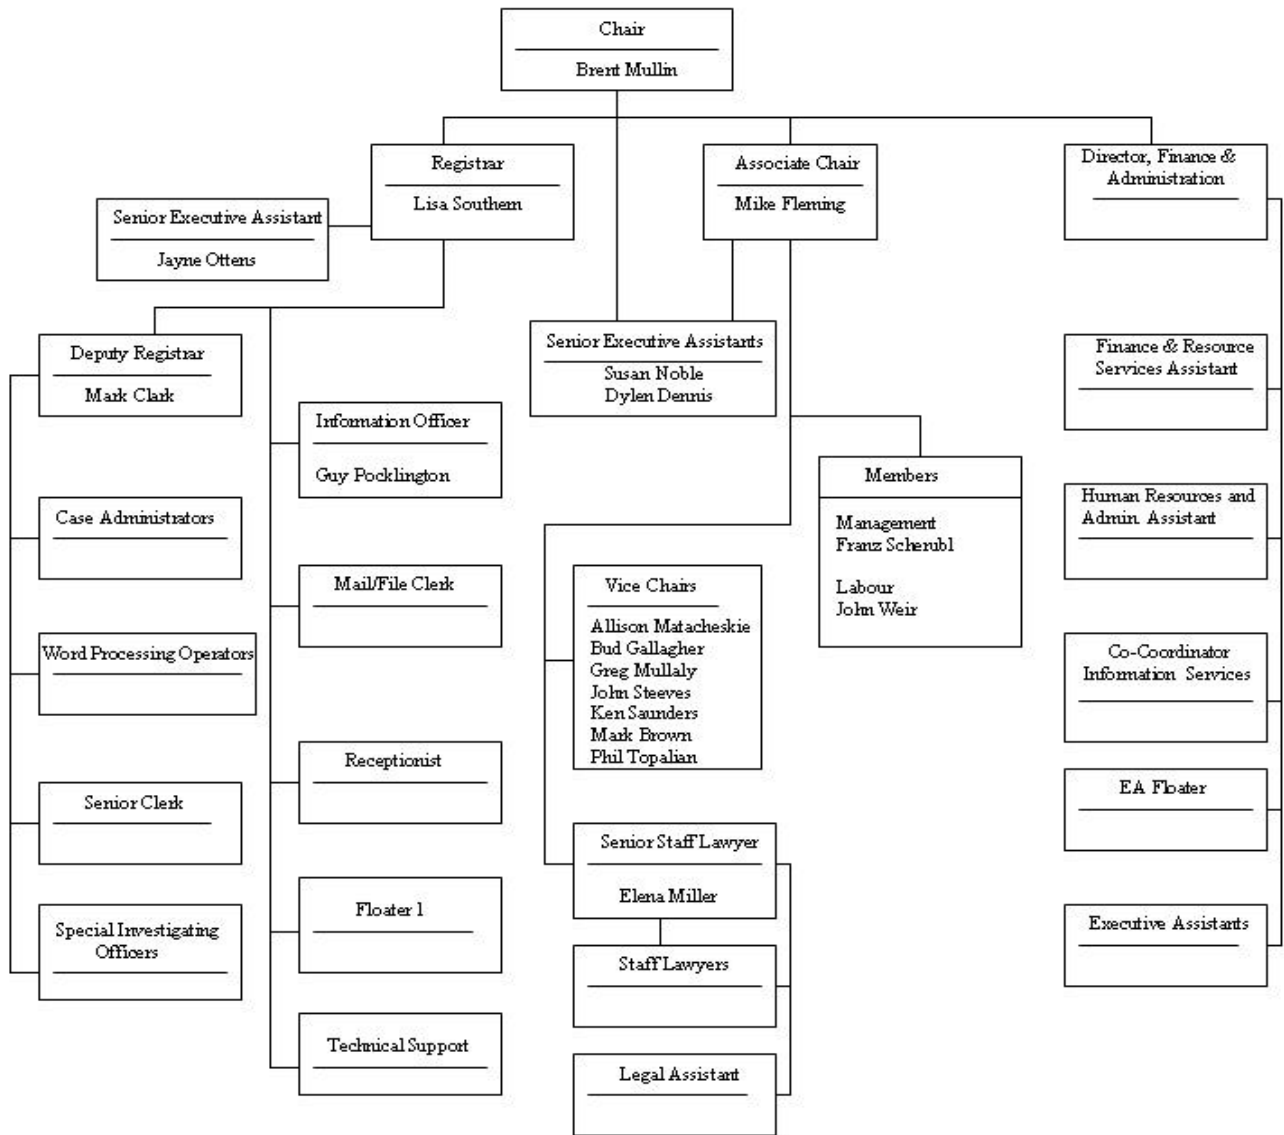 Chair
Brent Mullin
Registrar
Lisa Southern
Associate Chair
Mike Fleming
Director, Finance &
Administration
Senior Executive Assistant
Jayne Ottens
Deputy Registrar
Mark Clark
Senior Executive Assistants
Susan Noble
Dylen Dennis
Finance & Resource
Services Assistant
Information Officer
Guy Pocklington
Members
Management
Franz Scherubl
Labour
John Weir
Human Resources and
Admin. Assistant
Case Administrators
Mail/File Clerk
Vice Chairs
Allison Matacheskie
Bud Gallagher
Greg Mullaly
John Steeves
Ken Saunders
Mark Brown
Phil Topalian
Word Processing Operators
Co-Coordinator
Information Services
Receptionist
Senior Clerk
EA Floater
Senior Staff Lawyer
Elena Miller
Floater 1
Special Investigating
Officers
Executive Assistants
Staff Lawyers
Technical Support
Legal Assistant